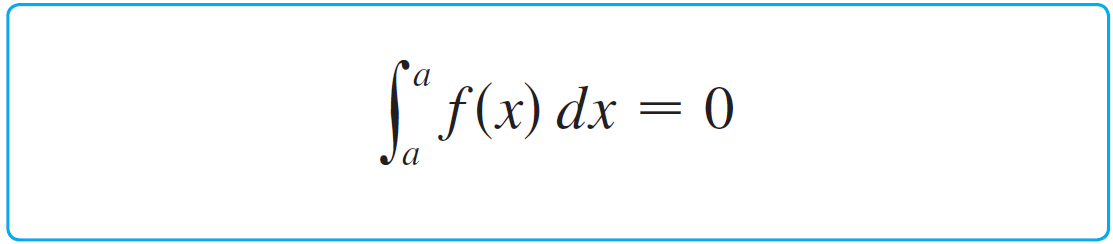 ∫_a^a f(x) dx = 0